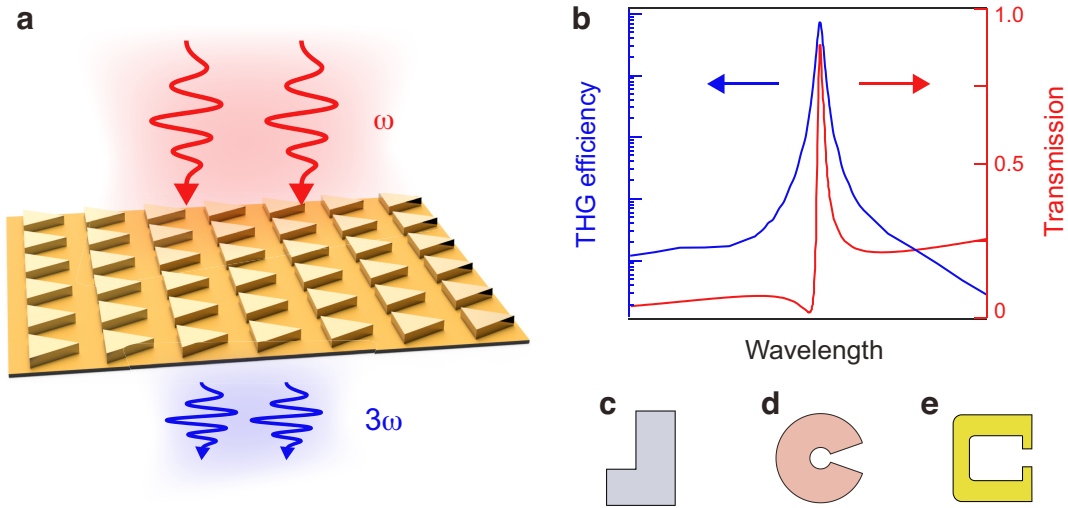 a
ω
3ω
b
THG efficiency
Wavelength
1.0
0.5
0
Transmission
c
d
e